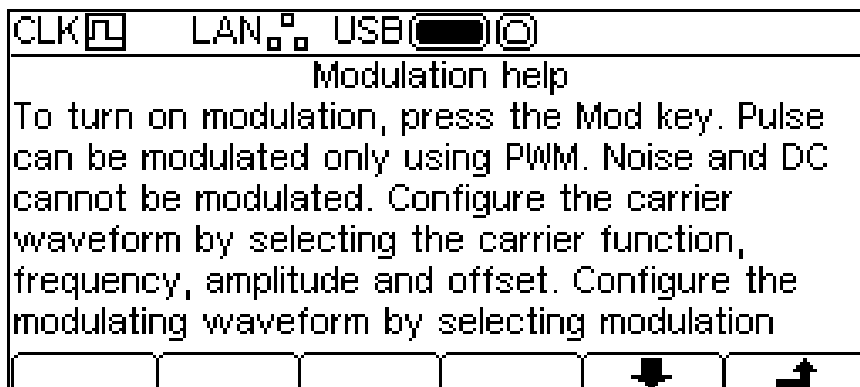 CLK LAN USB
Modulation help
To turn on modulation, press the Mod key. Pulse
can be modulated only using PWM. Noise and DC
cannot be modulated. Configure the carrier
waveform by selecting the carrier function,
frequency, amplitude and offset. Configure the
modulating waveform by selecting modulation